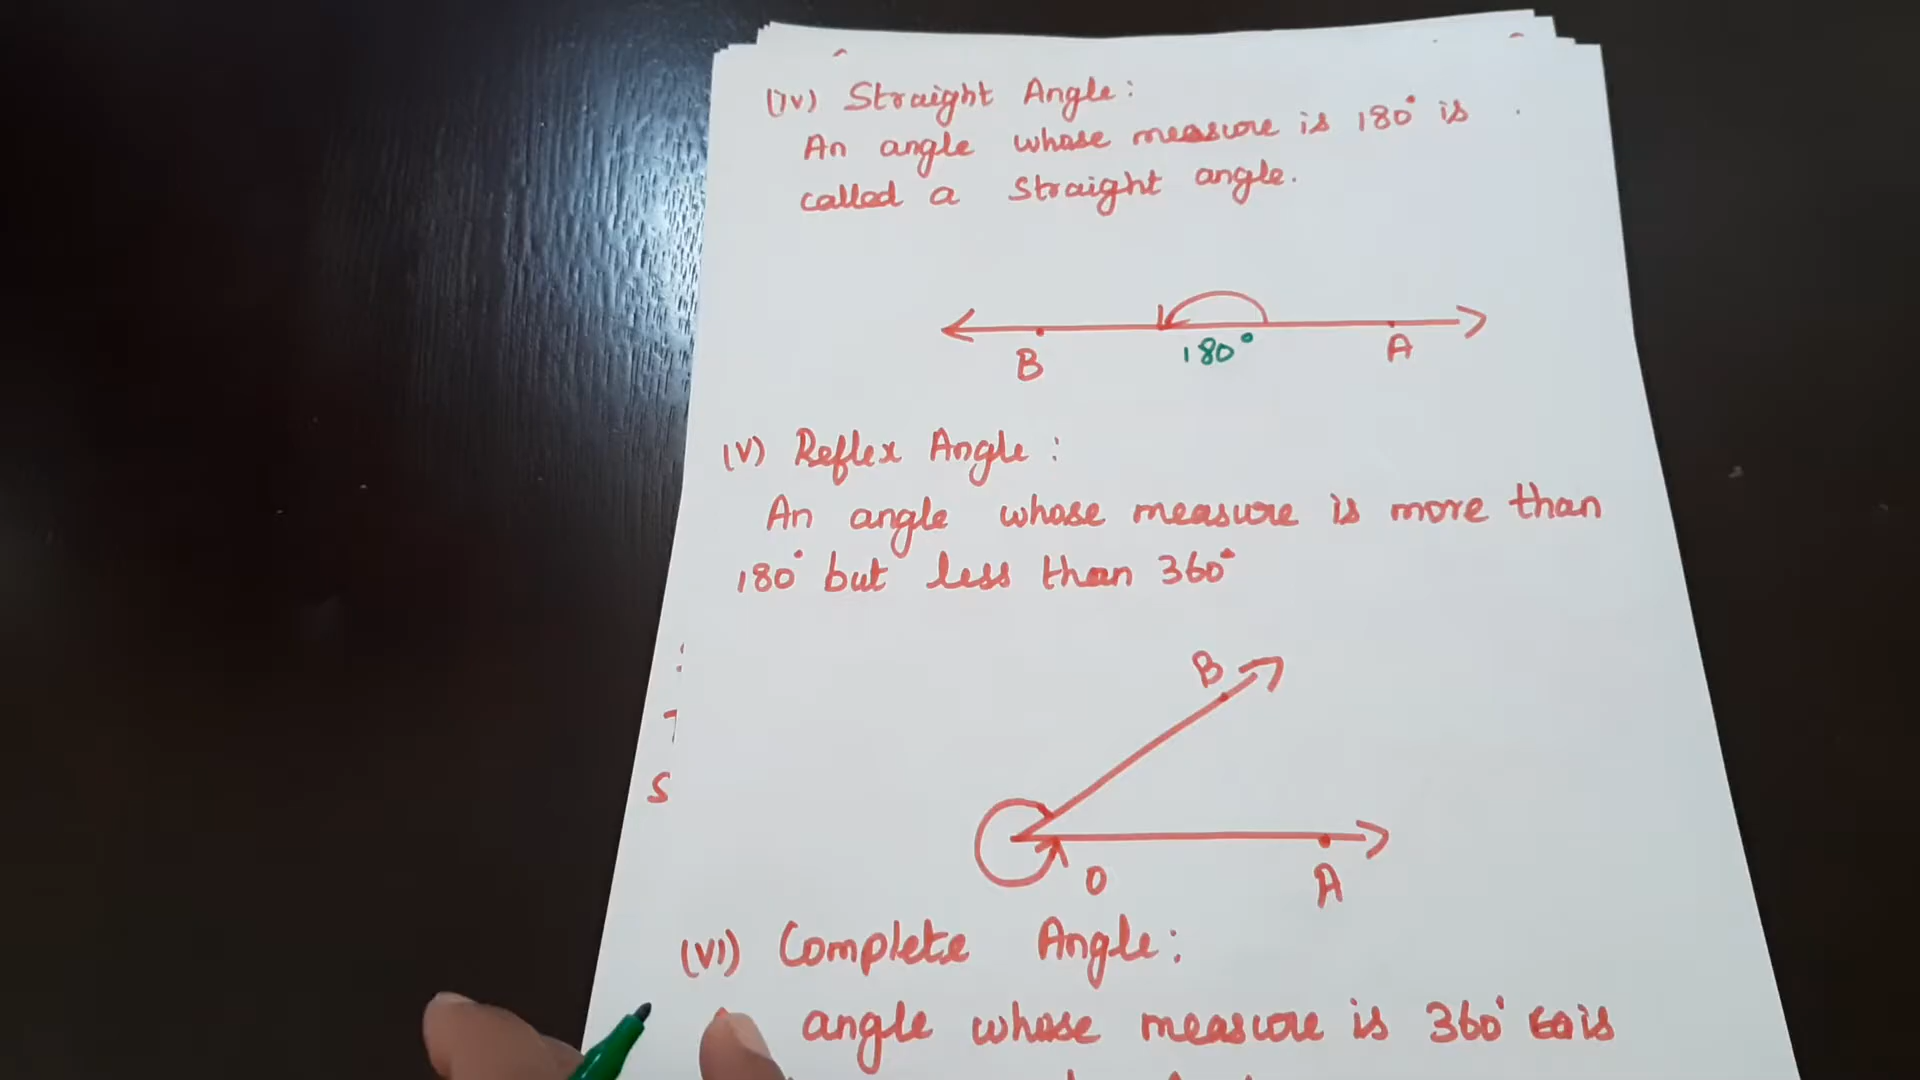 (iv) Straight Angle:
An angle whose measure is 180° is
called a Straight angle.
B 180° A
(V) Reflex Angle:
An angle whose measure is more than
180° but less than 360°
B
O A
(VI) Complete Angle:
angle whose measure is 360° is
S